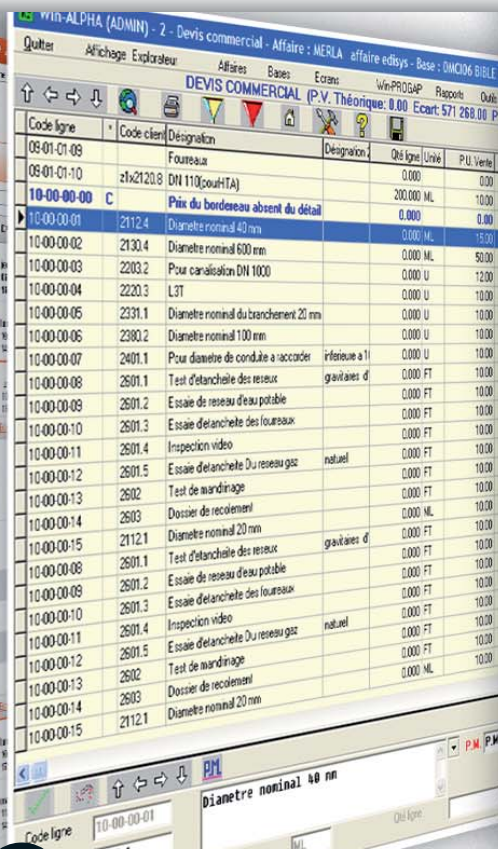 Win-ALPHA (ADMIN) - 2 - Devis commercial - Affaire : MERLA affaire edisys - Base : DMCI06 BIBLE
Quitter Affichage Explorateur Affaires Bases Ecrans Win-PROGAP Rapports Outils
DEVIS COMMERCIAL (P.V. Théorique: 0.00 Ecart: 571 268.00 P
Code ligne * Code client Désignation Désignation 2 Qté ligne Unité P.U. Vente
09-01-01-09 Fourreaux 0.000 0.00
09-01-01-10 z1x2120.8 DN 110(pourHTA) 200.000 ML 10.00
10-00-00-00 C Prix du bordereau absent du détail 0.000 0.00
10-00-00-01 2112.4 Diametre nominal 40 mm 0.000 ML 15.00
10-00-00-02 2130.4 Diametre nominal 600 mm 0.000 ML 50.00
10-00-00-03 2203.2 Pour canalisation DN 1000 0.000 U 12.00
10-00-00-04 2220.3 L3T 0.000 U 10.00
10-00-00-05 2331.1 Diametre nominal du branchement 20 mm 0.000 U 10.00
10-00-00-06 2380.2 Diametre nominal 100 mm 0.000 U 10.00
10-00-00-07 2401.1 Pour diametre de conduite a raccorder inferieure a 1 0.000 U 10.00
10-00-00-08 2601.1 Test d'etancheite des reseux gravitaires d' 0.000 FT 10.00
10-00-00-09 2601.2 Essaie de reseau d'eau potable 0.000 FT 10.00
10-00-00-10 2601.3 Essaie d'etancheite des fourreaux 0.000 FT 10.00
10-00-00-11 2601.4 Inspection video 0.000 FT 10.00
10-00-00-12 2601.5 Essaie d'etancheite Du reseau gaz naturel 0.000 FT 10.00
10-00-00-13 2602 Test de mandrinage 0.000 FT 10.00
10-00-00-14 2603 Dossier de recolement 0.000 FT 10.00
10-00-00-15 2112.1 Diametre nominal 20 mm 0.000 ML 10.00
10-00-00-08 2601.1 Test d'etancheite des reseux gravitaires d' 0.000 FT 10.00
10-00-00-09 2601.2 Essaie de reseau d'eau potable 0.000 FT 10.00
10-00-00-10 2601.3 Essaie d'etancheite des fourreaux 0.000 FT 10.00
10-00-00-11 2601.4 Inspection video 0.000 FT 10.00
10-00-00-12 2601.5 Essaie d'etancheite Du reseau gaz naturel 0.000 FT 10.00
10-00-00-13 2602 Test de mandrinage 0.000 FT 10.00
10-00-00-14 2603 Dossier de recolement 0.000 FT 10.00
10-00-00-15 2112.1 Diametre nominal 20 mm 0.000 ML 10.00
P.M. P.M
Code ligne 10-00-00-01 Diametre nominal 40 mm Qté ligne
ML